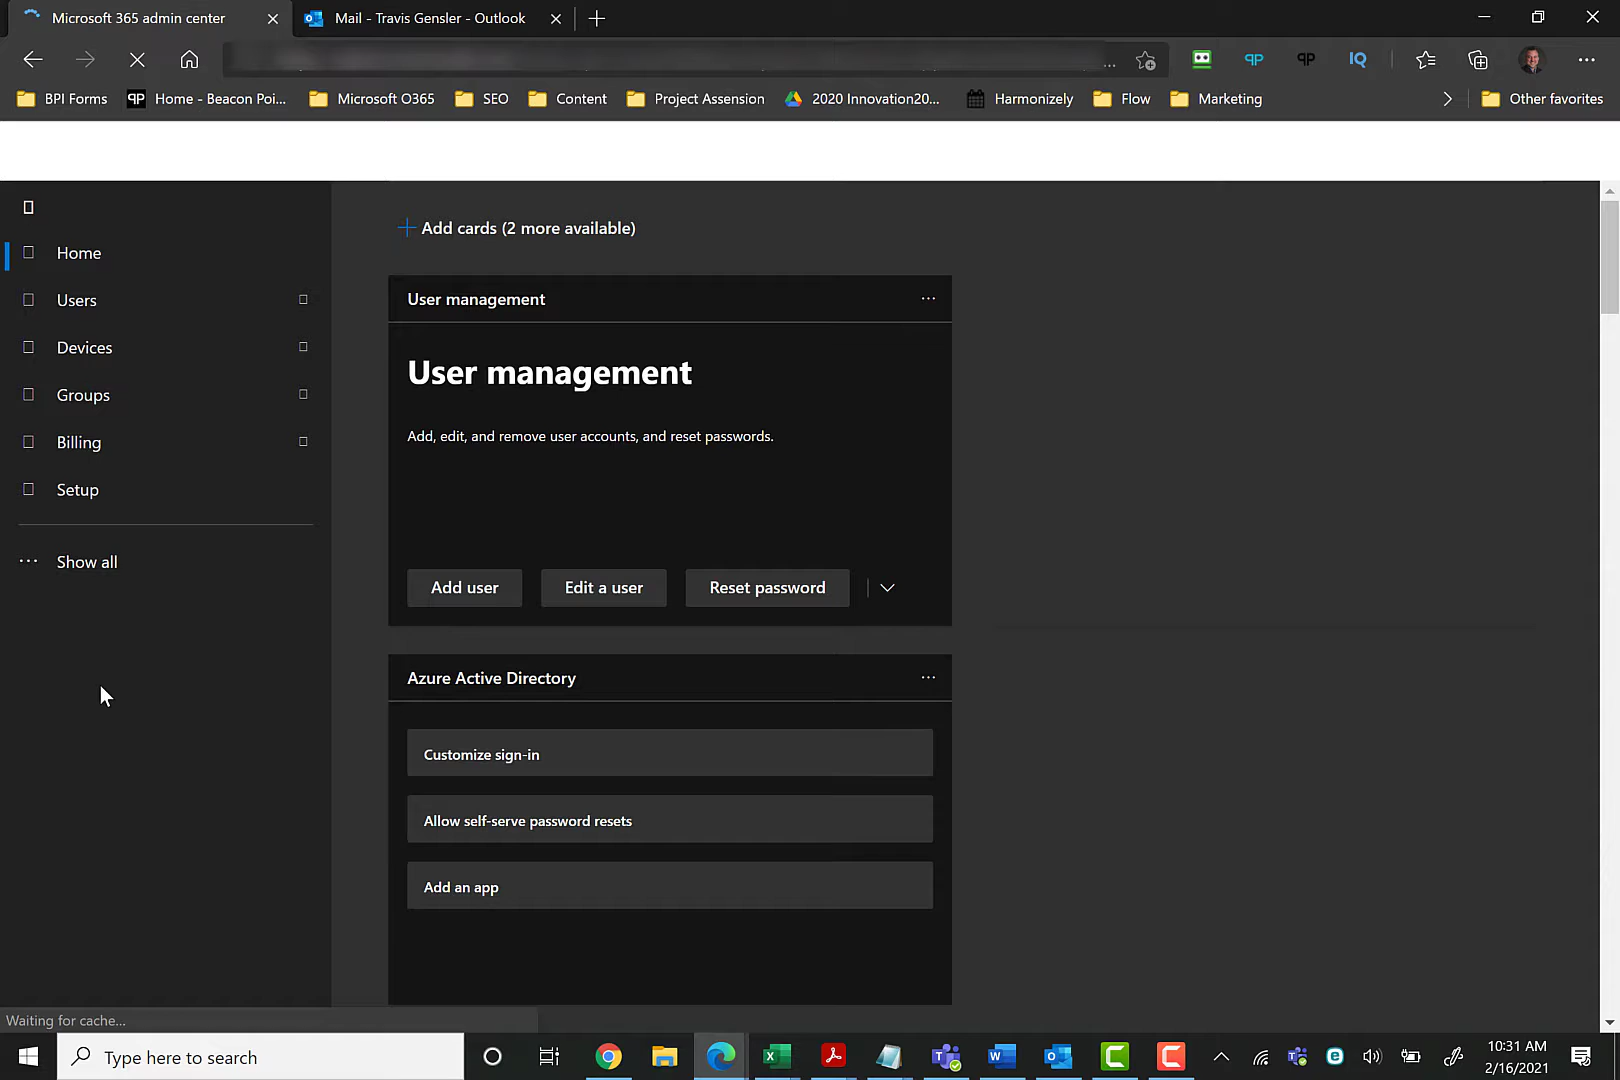 Microsoft 365 admin center
Mail - Travis Gensler - Outlook
BPI Forms
Home - Beacon Poi...
Microsoft O365
SEO
Content
Project Assension
2020 Innovation20...
Harmonizely
Flow
Marketing
Other favorites
Home
Users
Devices
Groups
Billing
Setup
Show all
Add cards (2 more available)
User management
User management
Add, edit, and remove user accounts, and reset passwords.
Add user
Edit a user
Reset password
Azure Active Directory
Customize sign-in
Allow self-serve password resets
Add an app
Waiting for cache...
Type here to search
10:31 AM
2/16/2021